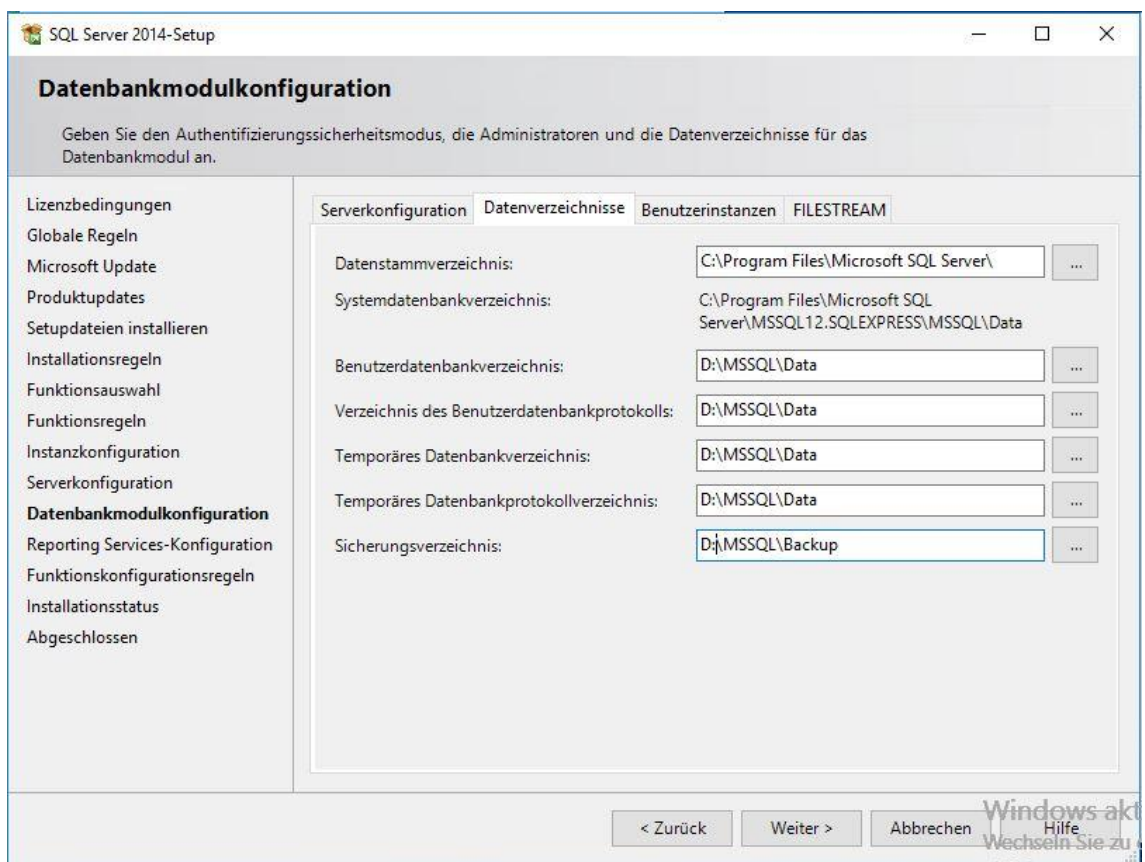 SQL Server 2014-Setup
Datenbankmodulkonfiguration
Geben Sie den Authentifizierungssicherheitsmodus, die Administratoren und die Datenverzeichnisse für das
Datenbankmodul an.
Lizenzbedingungen
Globale Regeln
Microsoft Update
Produktupdates
Setupdateien installieren
Installationsregeln
Funktionsauswahl
Funktionsregeln
Instanzkonfiguration
Serverkonfiguration
Datenbankmodulkonfiguration
Reporting Services-Konfiguration
Funktionskonfigurationsregeln
Installationsstatus
Abgeschlossen
Serverkonfiguration Datenverzeichnisse Benutzerinstanzen FILESTREAM
Datenstammverzeichnis: C:\Program Files\Microsoft SQL Server\ ...
Systemdatenbankverzeichnis: C:\Program Files\Microsoft SQL
Server\MSSQL12.SQLEXPRESS\MSSQL\Data
Benutzerdatenbankverzeichnis: D:\MSSQL\Data ...
Verzeichnis des Benutzerdatenbankprotokolls: D:\MSSQL\Data ...
Temporäres Datenbankverzeichnis: D:\MSSQL\Data ...
Temporäres Datenbankprotokollverzeichnis: D:\MSSQL\Data ...
Sicherungsverzeichnis: D:\MSSQL\Backup ...
< Zurück Weiter > Abbrechen Hilfe
Windows akt
Wechseln Sie zu